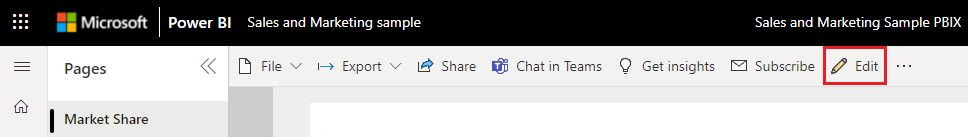 Microsoft Power BI Sales and Marketing sample Sales and Marketing Sample PBIX
Pages File Export Share Chat in Teams Get insights Subscribe Edit ...
Market Share